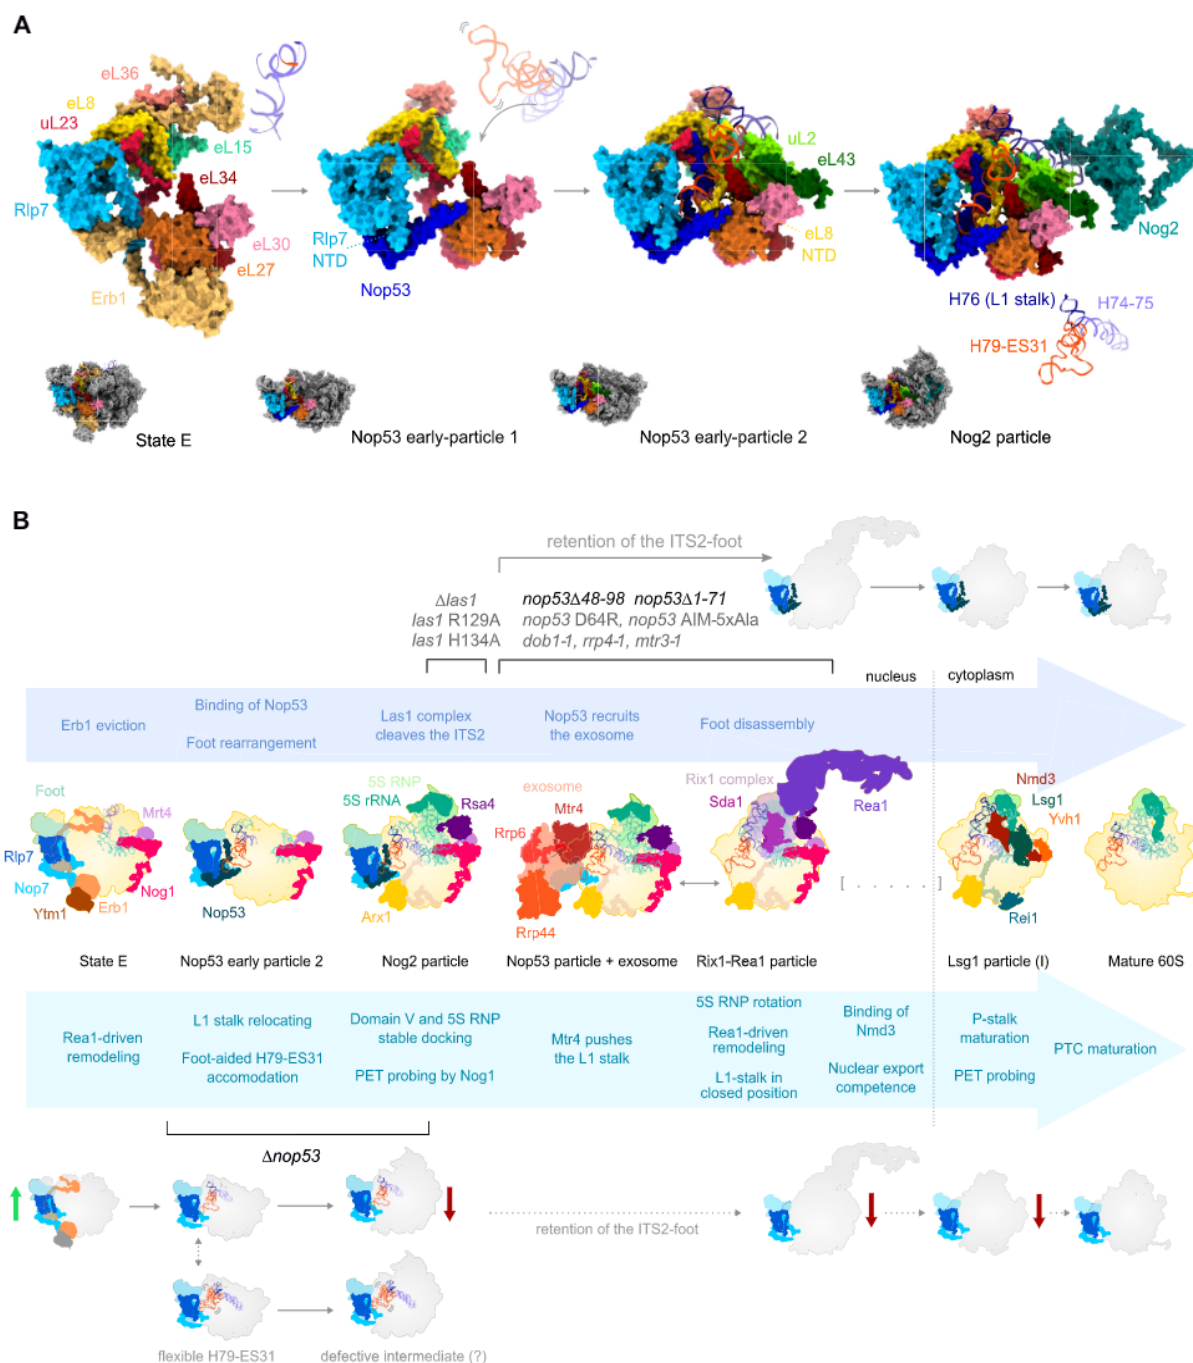 A
eL36
eL8
uL23
eL15
eL34
Rlp7
eL30
eL27
Erb1
Rlp7
NTD
Nop53
uL2
eL43
eL8
NTD
Nog2
H76 (L1 stalk)
H74-75
H79-ES31
State E
Nop53 early-particle 1
Nop53 early-particle 2
Nog2 particle
B
retention of the ITS2-foot
Δlas1
las1 R129A
las1 H134A
nop53Δ48-98 nop53Δ1-71
nop53 D64R, nop53 AIM-5xAla
dob1-1, rrp4-1, mtr3-1
nucleus
cytoplasm
Erb1 eviction
Binding of Nop53
Foot rearrangement
Las1 complex
cleaves the ITS2
Nop53 recruits
the exosome
Foot disassembly
Foot
Mrt4
Rlp7
Nop7
Ytm1
Erb1
Nog1
Nop53
5S RNP
5S rRNA
Rsa4
Arx1
exosome
Mtr4
Rrp6
Rrp44
Rix1 complex
Sda1
Rea1
[ . . . . . ]
Nmd3
Lsg1
Yvh1
Rei1
State E
Nop53 early particle 2
Nog2 particle
Nop53 particle + exosome
Rix1-Rea1 particle
Lsg1 particle (I)
Mature 60S
Rea1-driven
remodeling
L1 stalk relocating
Foot-aided H79-ES31
accomodation
Domain V and 5S RNP
stable docking
PET probing by Nog1
Mtr4 pushes
the L1 stalk
5S RNP rotation
Rea1-driven
remodeling
L1-stalk in
closed position
Binding of
Nmd3
Nuclear export
competence
P-stalk
maturation
PET probing
PTC maturation
Δnop53
retention of the ITS2-foot
flexible H79-ES31
defective intermediate (?)